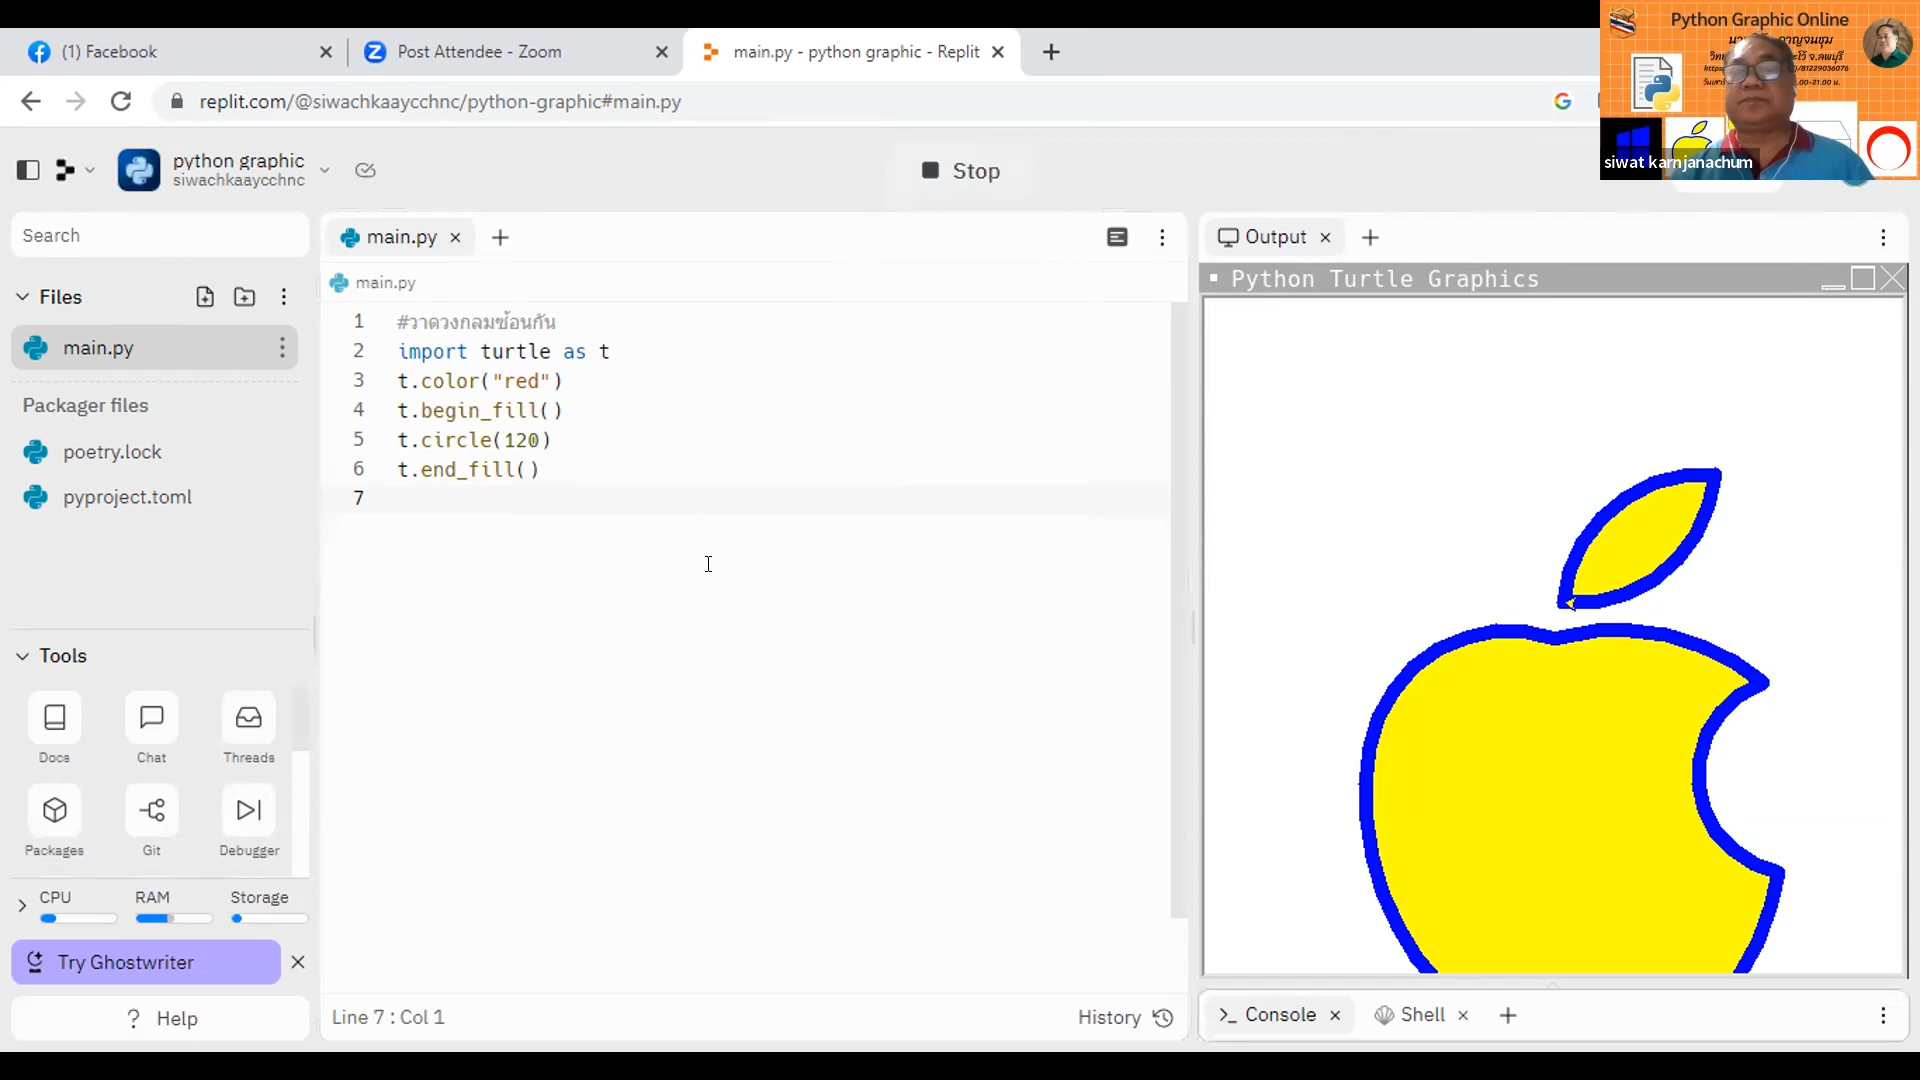 (1) Facebook
Post Attendee - Zoom
main.py - python graphic - Replit
replit.com/@siwachkaaycchnc/python-graphic#main.py
Python Graphic Online
siwat karnjanachum
python graphic
siwachkaaycchnc
Stop
Search
Files
main.py
Packager files
poetry.lock
pyproject.toml
Tools
Docs
Chat
Threads
Packages
Git
Debugger
CPU
RAM
Storage
Try Ghostwriter
Help
main.py
main.py
1 #วาดวงกลมซ้อนกัน
2 import turtle as t
3 t.color("red")
4 t.begin_fill()
5 t.circle(120)
6 t.end_fill()
7
Line 7 : Col 1
History
Output
Python Turtle Graphics
Console
Shell